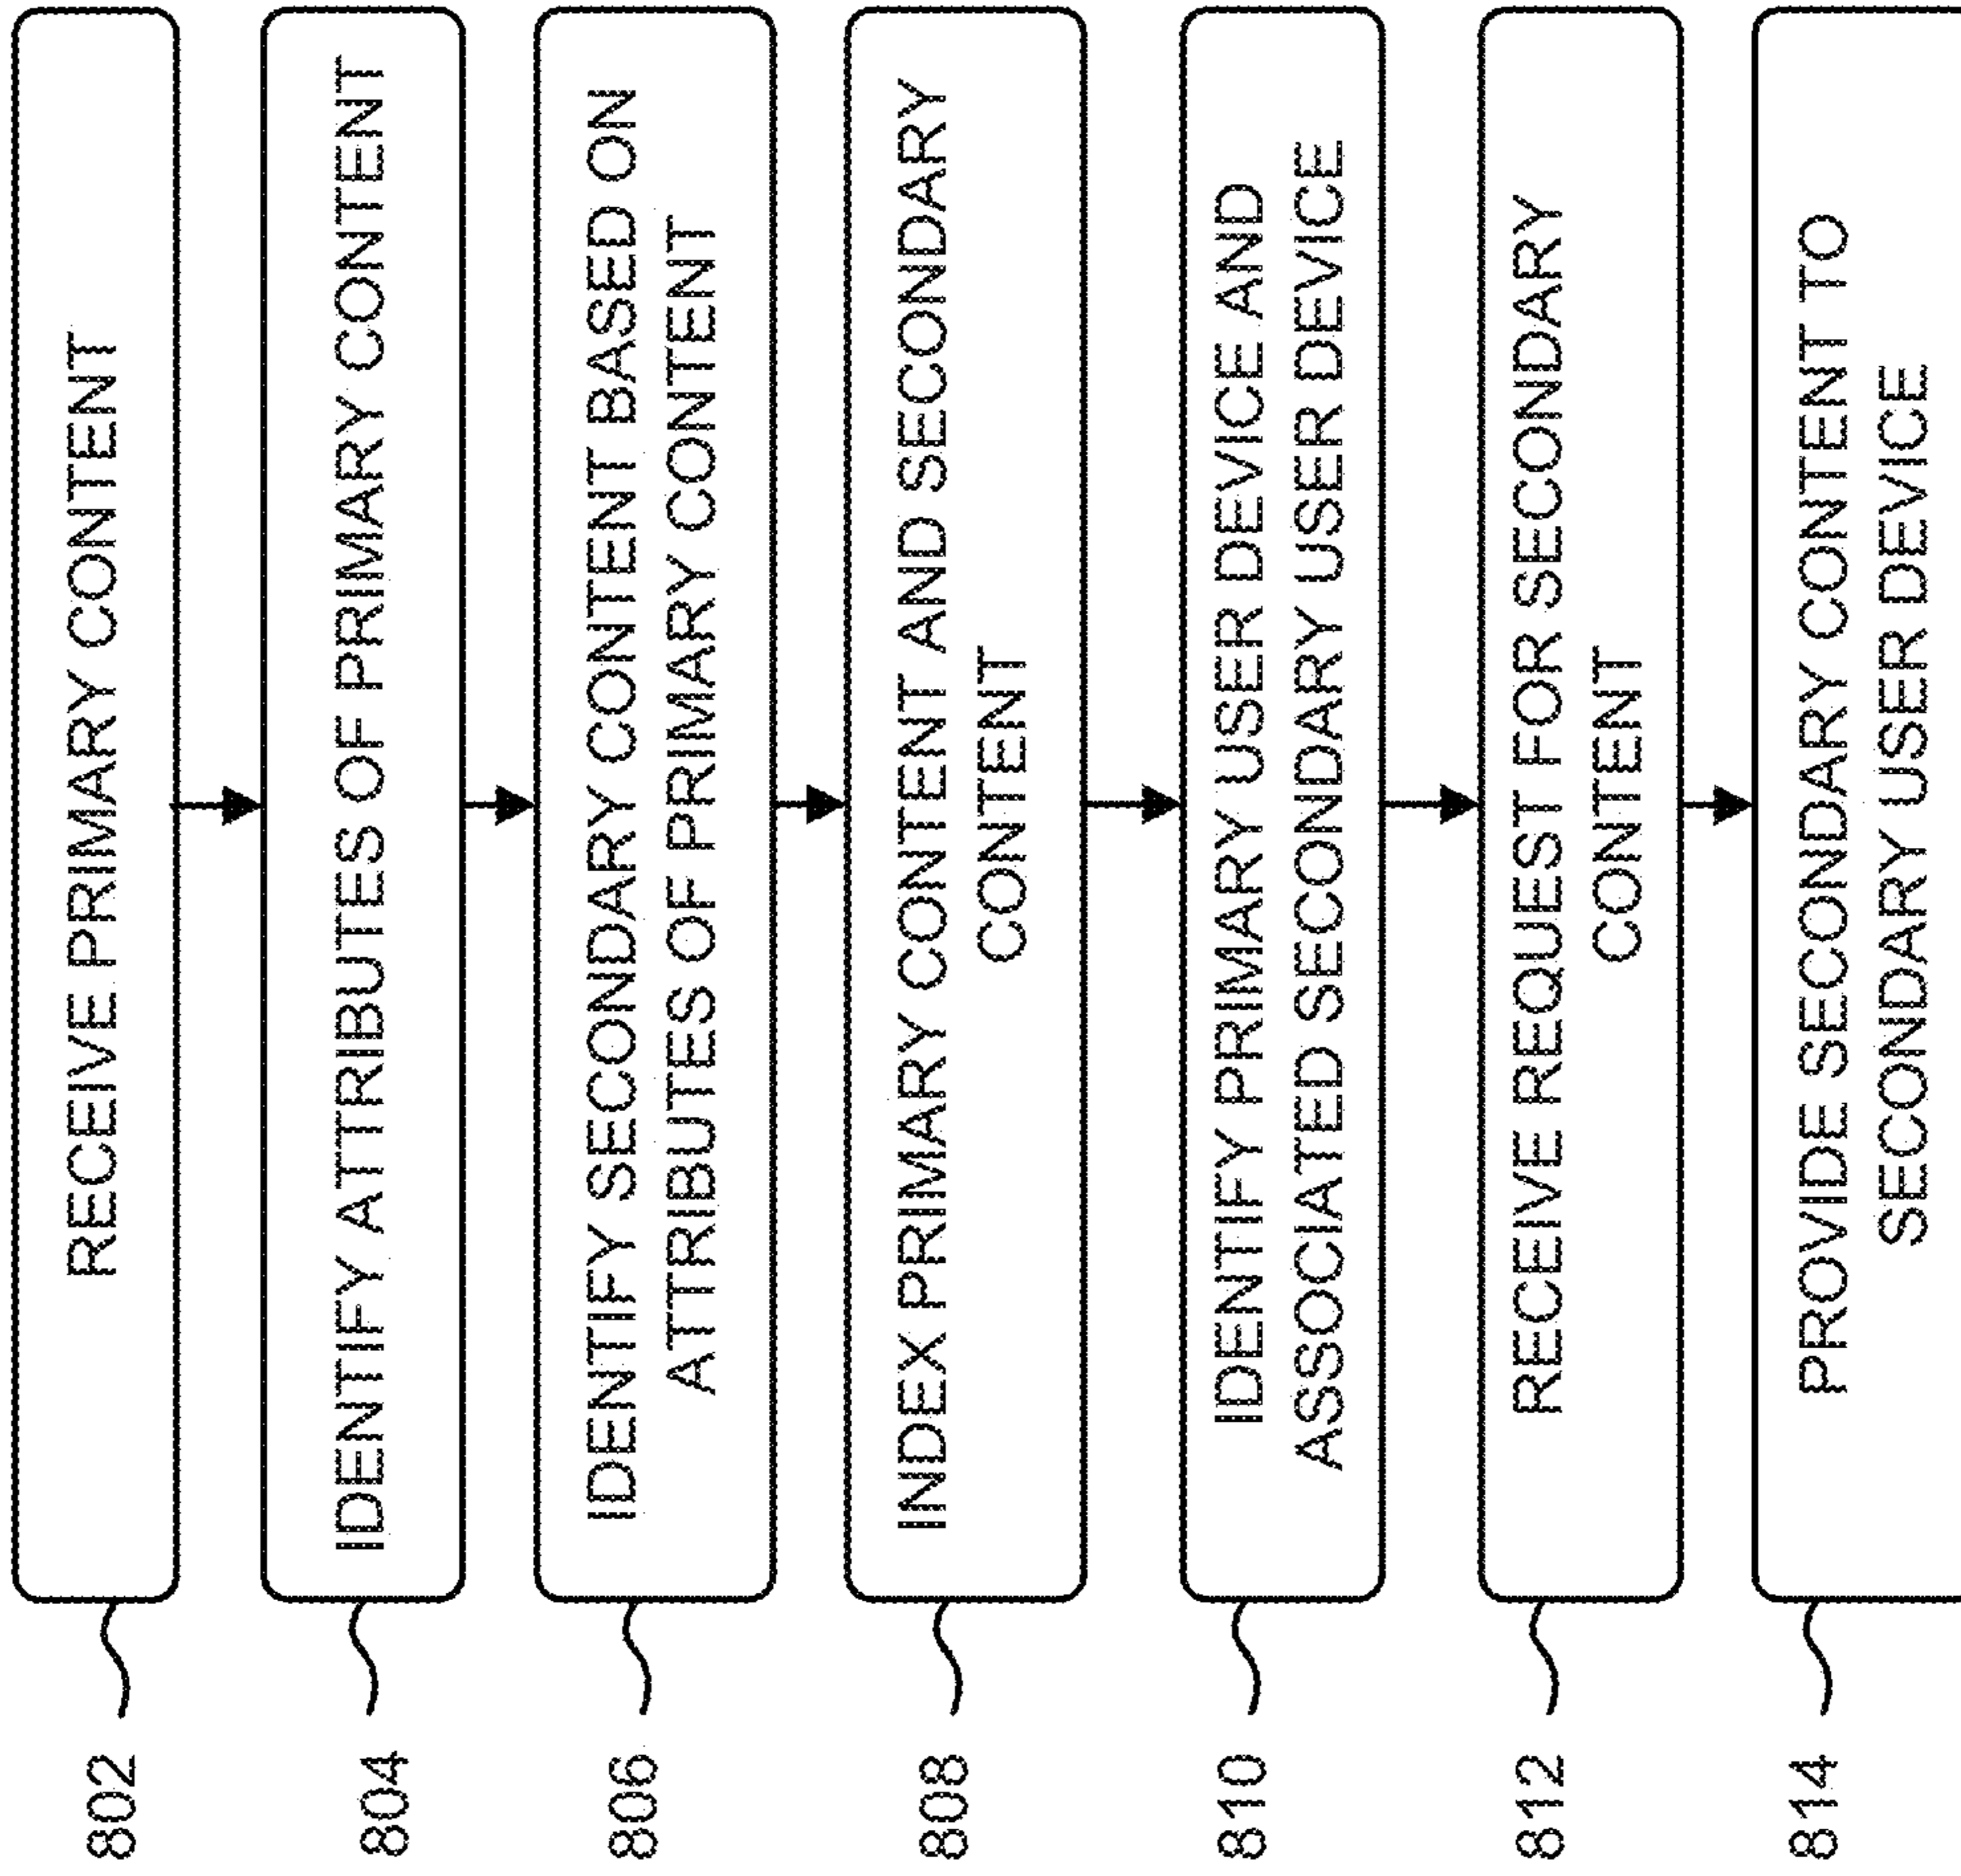 802
RECEIVE PRIMARY CONTENT
804
IDENTIFY ATTRIBUTES OF PRIMARY CONTENT
806
IDENTIFY SECONDARY CONTENT BASED ON
ATTRIBUTES OF PRIMARY CONTENT
808
INDEX PRIMARY CONTENT AND SECONDARY
CONTENT
810
IDENTIFY PRIMARY USER DEVICE AND
ASSOCIATED SECONDARY USER DEVICE
812
RECEIVE REQUEST FOR SECONDARY
CONTENT
814
PROVIDE SECONDARY CONTENT TO
SECONDARY USER DEVICE